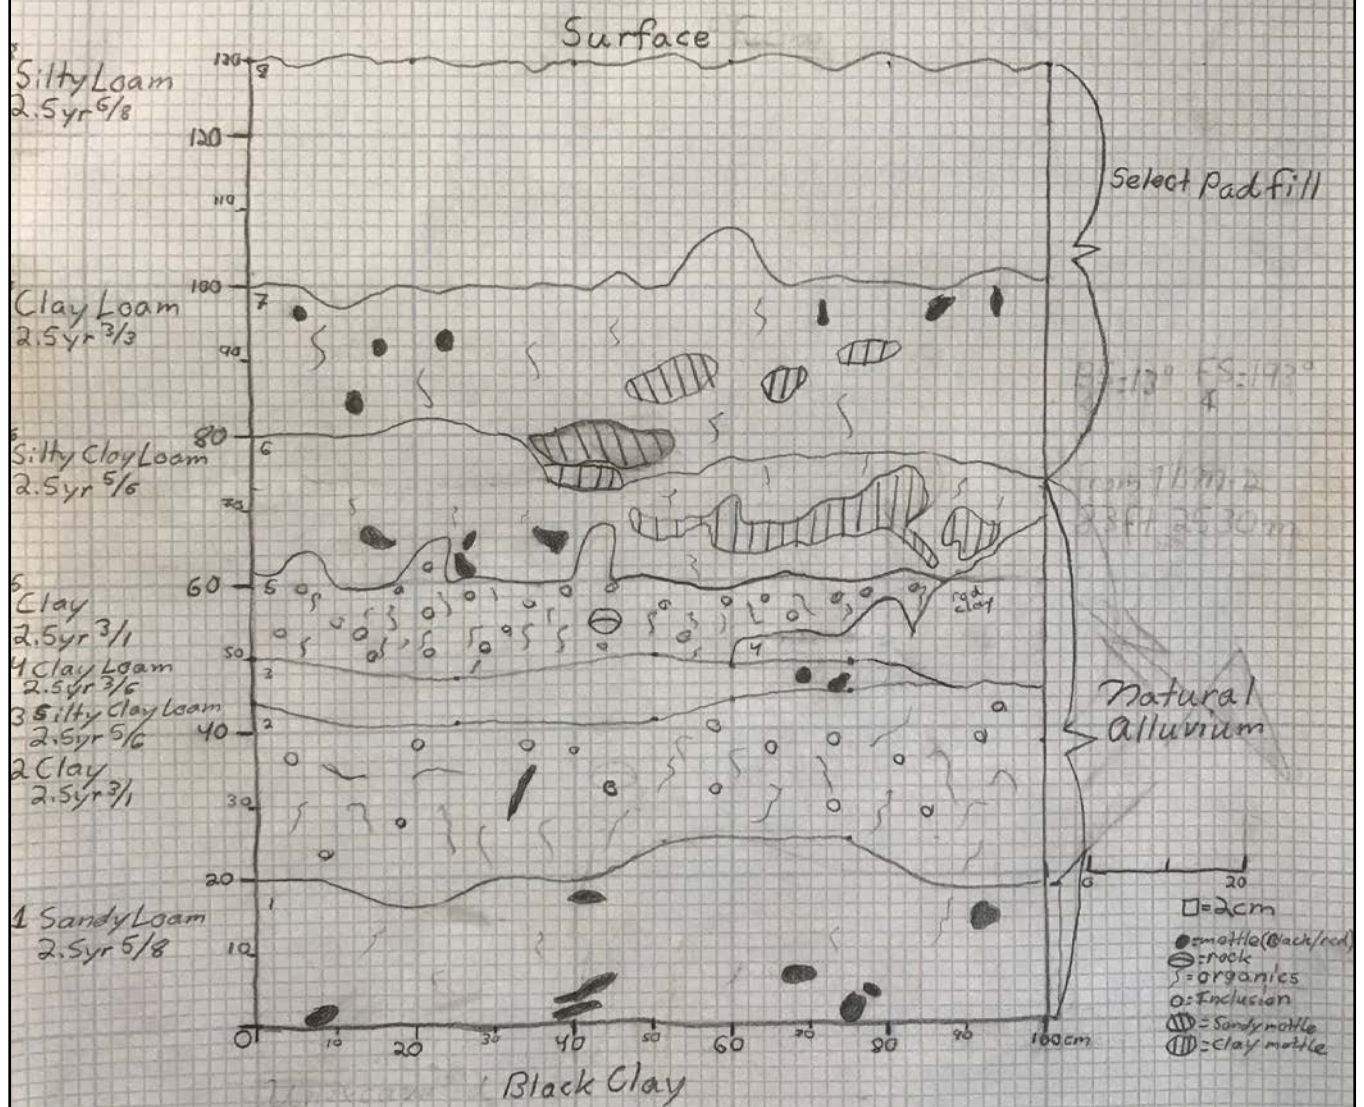 Surface
8
Silty Loam
2.5yr 5/8
130
8
120
110
Select Pad fill
100
7
Clay Loam
2.5yr 3/3
90
80
6
Silty Clay Loam
2.5yr 5/6
70
60
5
Clay
2.5yr 3/1
red
clay
50
4
3
4 Clay Loam
2.5yr 3/6
3 Silty Clay Loam
2.5yr 5/6
40
2
2 Clay
2.5yr 3/1
30
Natural
Alluvium
20
1
1 Sandy Loam
2.5yr 5/8
10
0 10 20 30 40 50 60 70 80 90 100cm
Black Clay
0 20
=2cm
=mottle(Black/red)
=rock
=organics
=Inclusion
=Sandy mottle
=Clay mottle